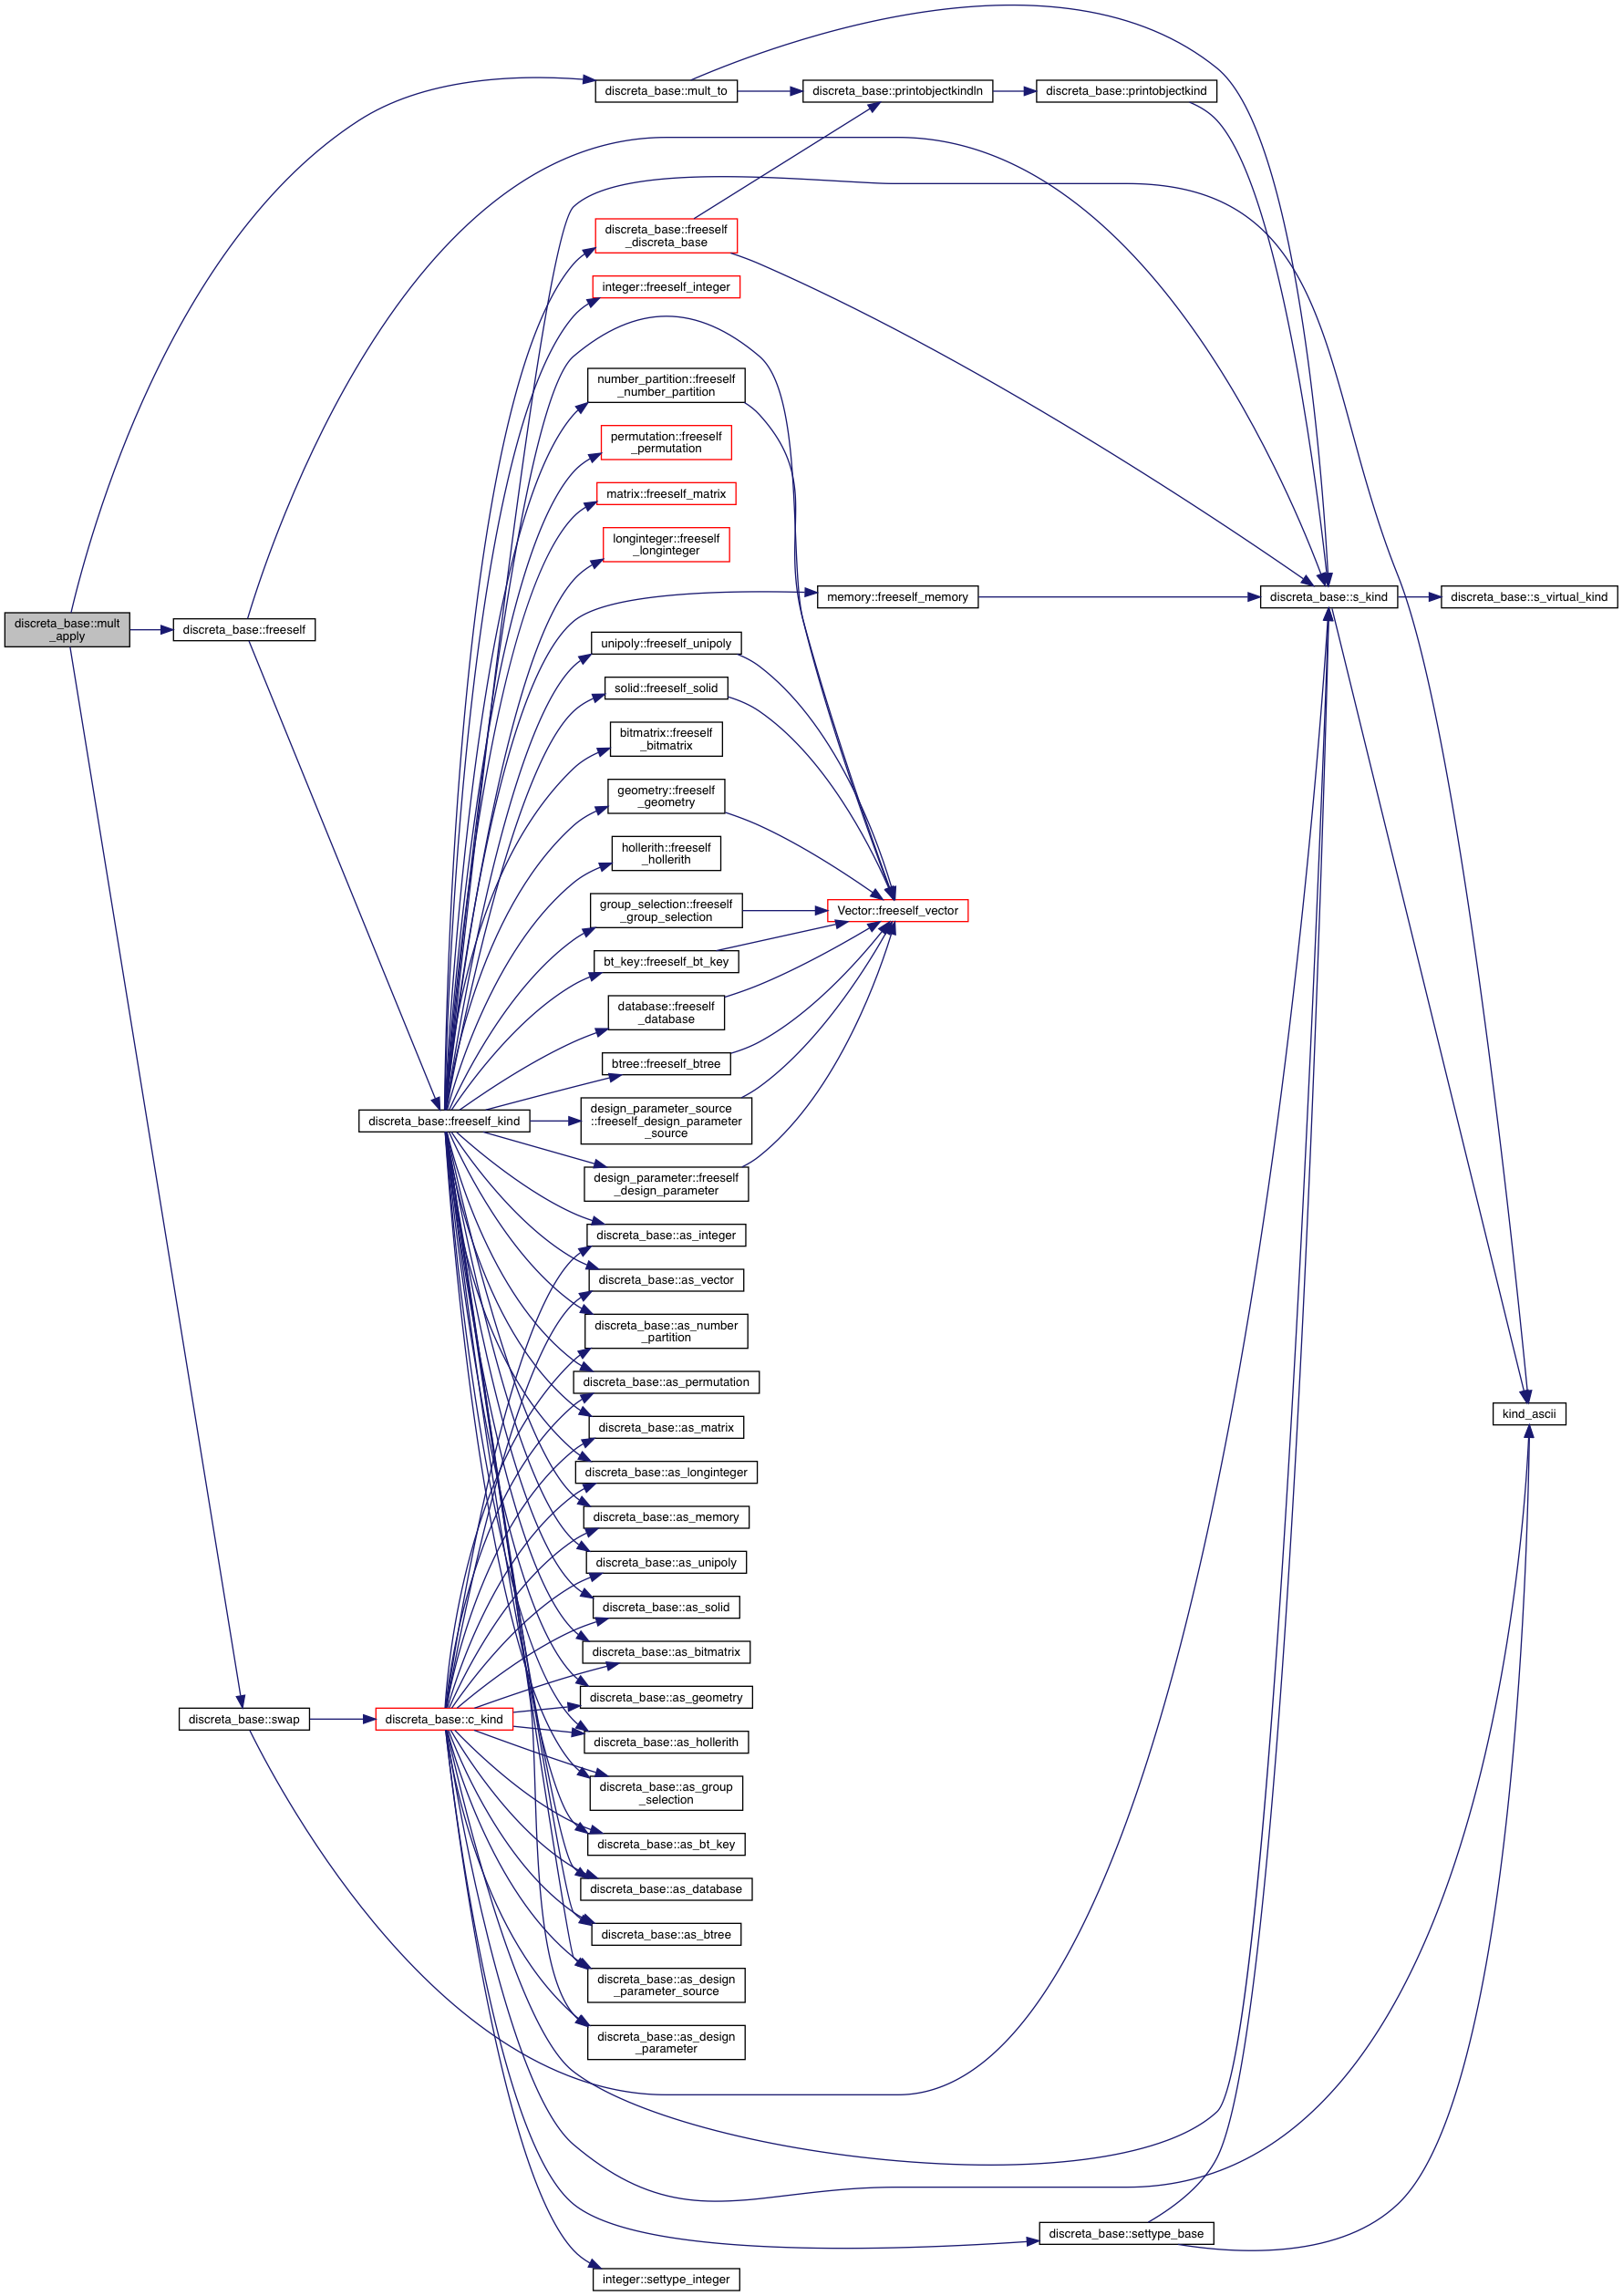 discreta_base::mult_to
discreta_base::printobjectkindln
discreta_base::printobjectkind
discreta_base::freeself
_discreta_base
integer::freeself_integer
number_partition::freeself
_number_partition
permutation::freeself
_permutation
matrix::freeself_matrix
longinteger::freeself
_longinteger
memory::freeself_memory
discreta_base::s_kind
discreta_base::s_virtual_kind
discreta_base::mult
_apply
discreta_base::freeself
unipoly::freeself_unipoly
solid::freeself_solid
bitmatrix::freeself
_bitmatrix
geometry::freeself
_geometry
hollerith::freeself
_hollerith
group_selection::freeself
_group_selection
Vector::freeself_vector
bt_key::freeself_bt_key
database::freeself
_database
btree::freeself_btree
discreta_base::freeself_kind
design_parameter_source
::freeself_design_parameter
_source
design_parameter::freeself
_design_parameter
discreta_base::as_integer
discreta_base::as_vector
discreta_base::as_number
_partition
discreta_base::as_permutation
kind_ascii
discreta_base::as_matrix
discreta_base::as_longinteger
discreta_base::as_memory
discreta_base::as_unipoly
discreta_base::as_solid
discreta_base::as_bitmatrix
discreta_base::as_geometry
discreta_base::swap
discreta_base::c_kind
discreta_base::as_hollerith
discreta_base::as_group
_selection
discreta_base::as_bt_key
discreta_base::as_database
discreta_base::as_btree
discreta_base::as_design
_parameter_source
discreta_base::as_design
_parameter
discreta_base::settype_base
integer::settype_integer